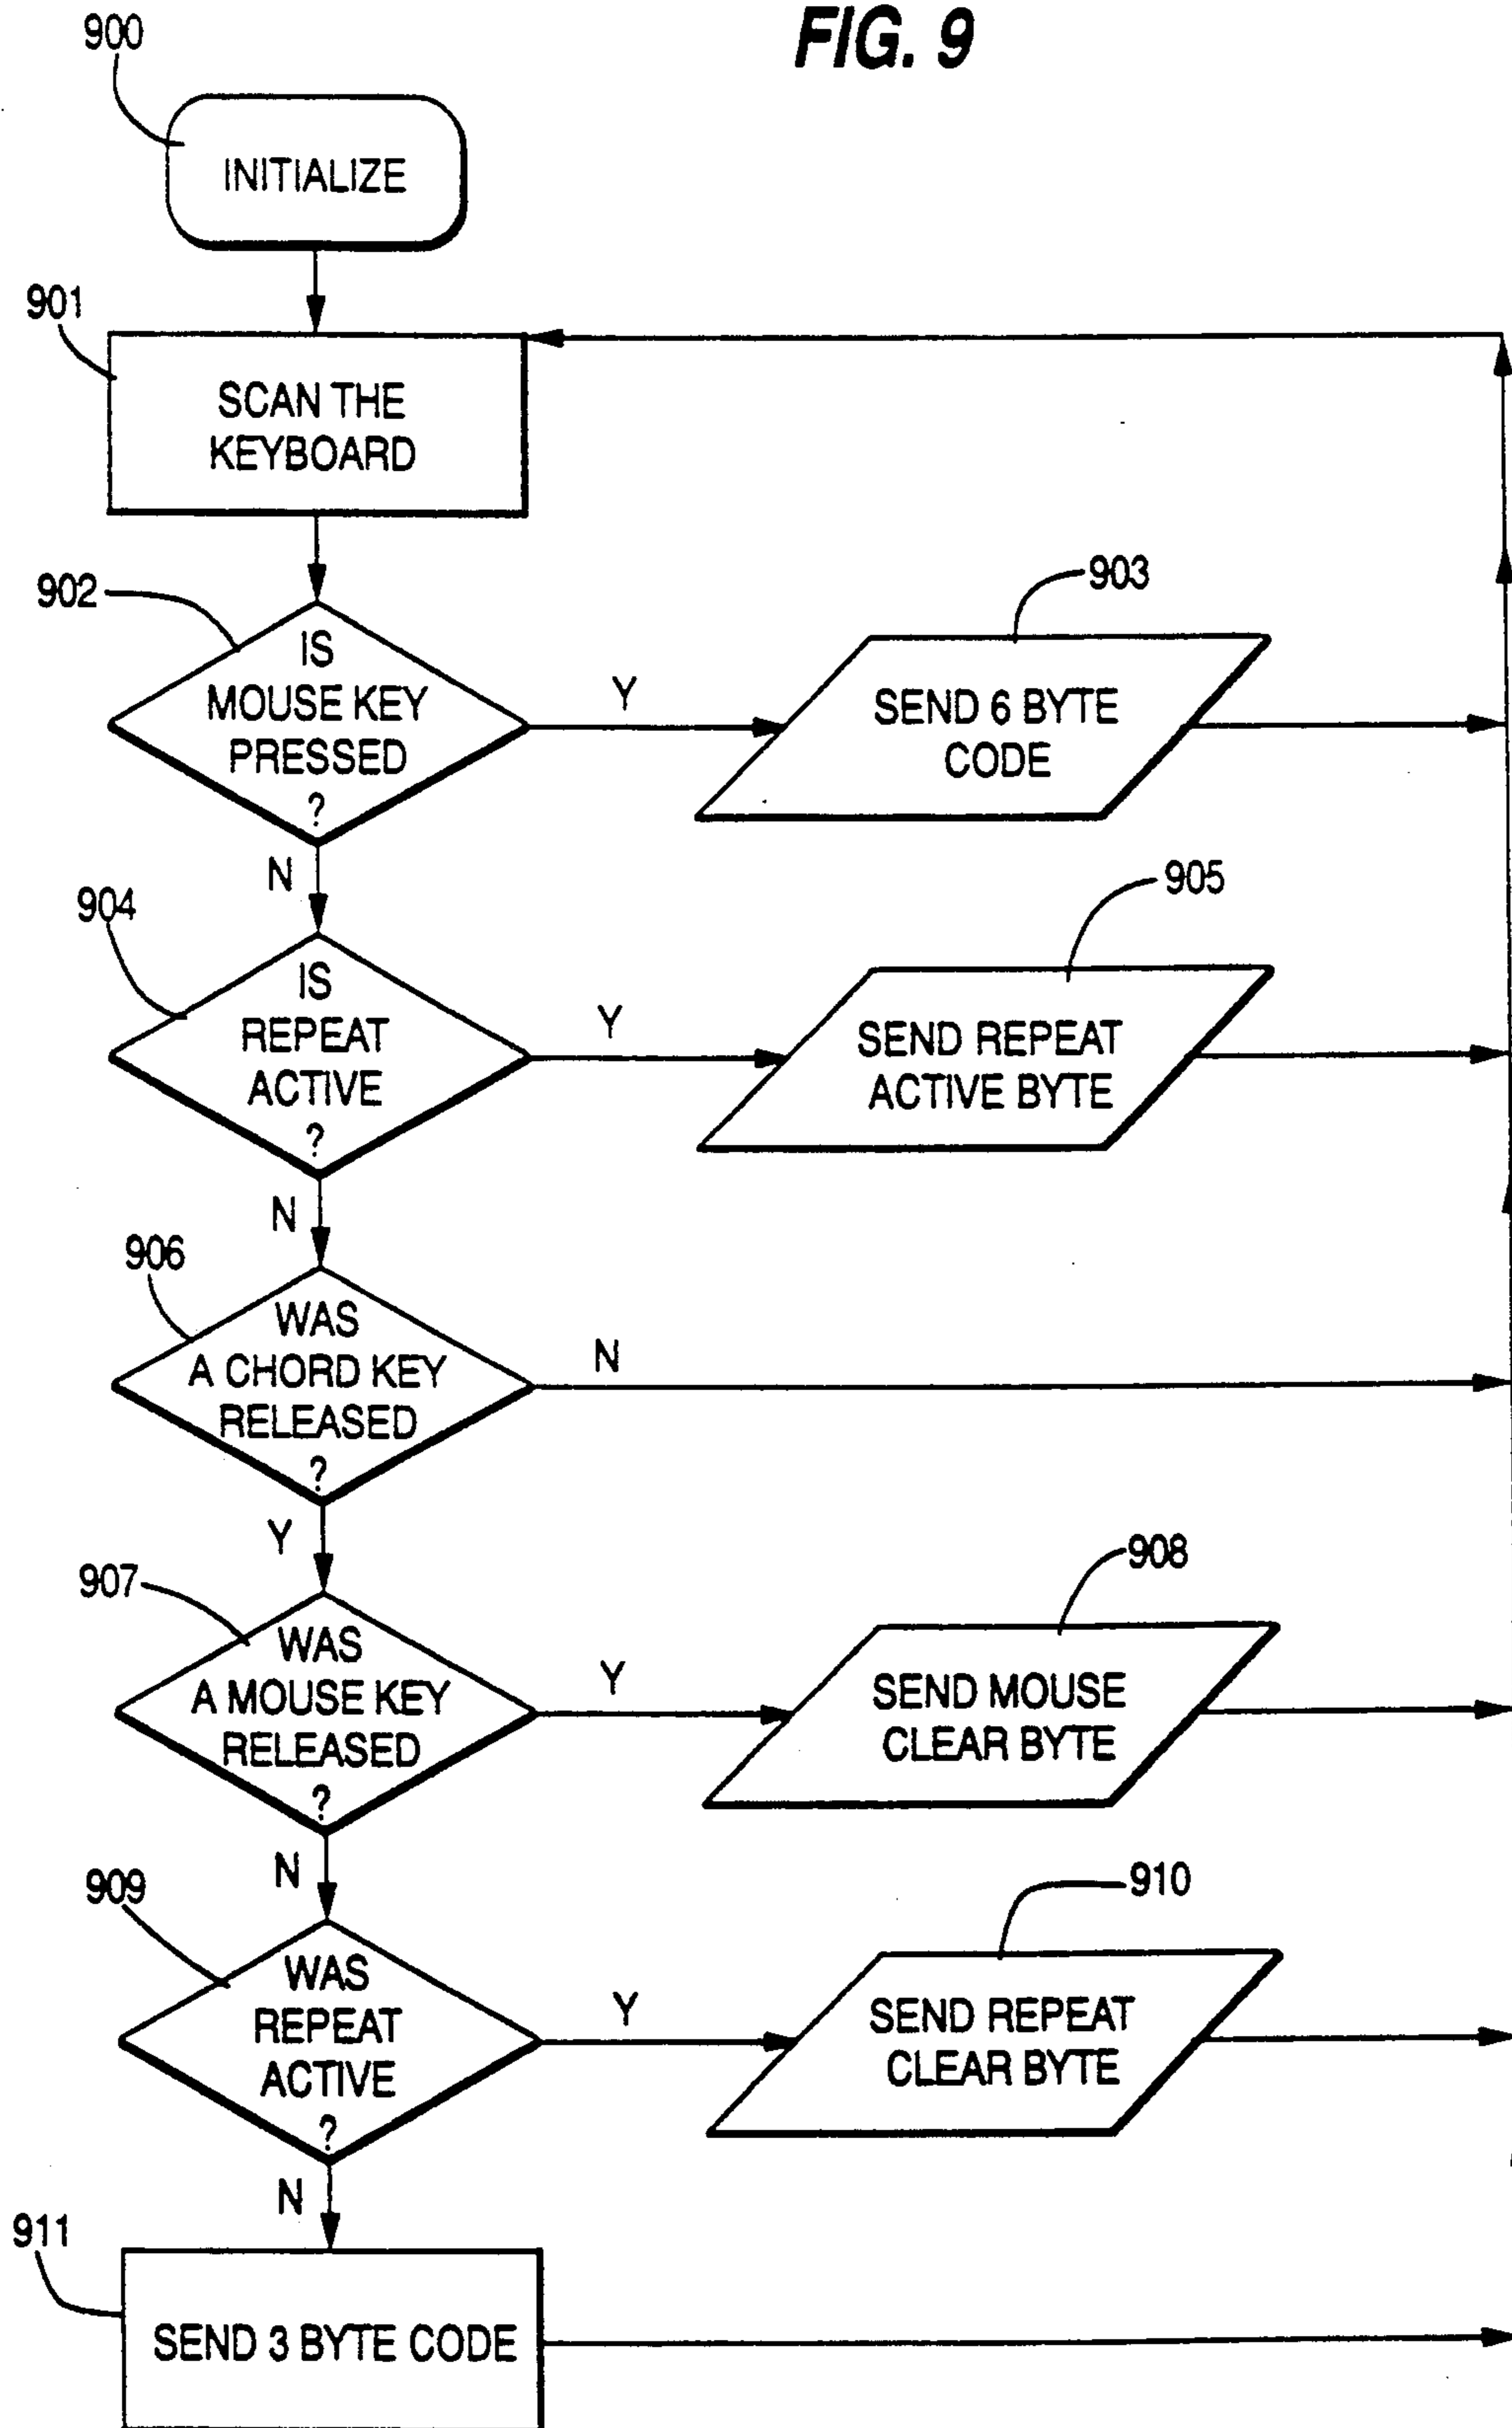 FIG. 9
900
INITIALIZE
901
SCAN THE
KEYBOARD
902
IS
MOUSE KEY
PRESSED
?
Y
903
SEND 6 BYTE
CODE
N
904
IS
REPEAT
ACTIVE
?
Y
905
SEND REPEAT
ACTIVE BYTE
N
906
WAS
A CHORD KEY
RELEASED
?
N
Y
907
WAS
A MOUSE KEY
RELEASED
?
Y
908
SEND MOUSE
CLEAR BYTE
N
909
WAS
REPEAT
ACTIVE
?
Y
910
SEND REPEAT
CLEAR BYTE
N
911
SEND 3 BYTE CODE